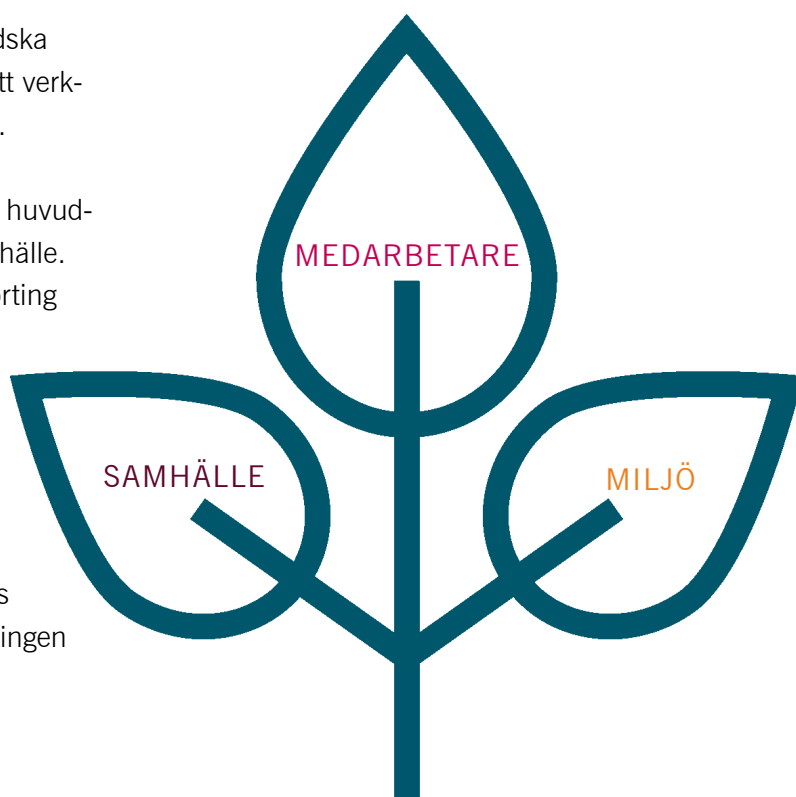 dska
tt verk-
.
huvud-
hälle.
rting
s
ingen
MEDARBETARE
SAMHÄLLE
MILJÖ